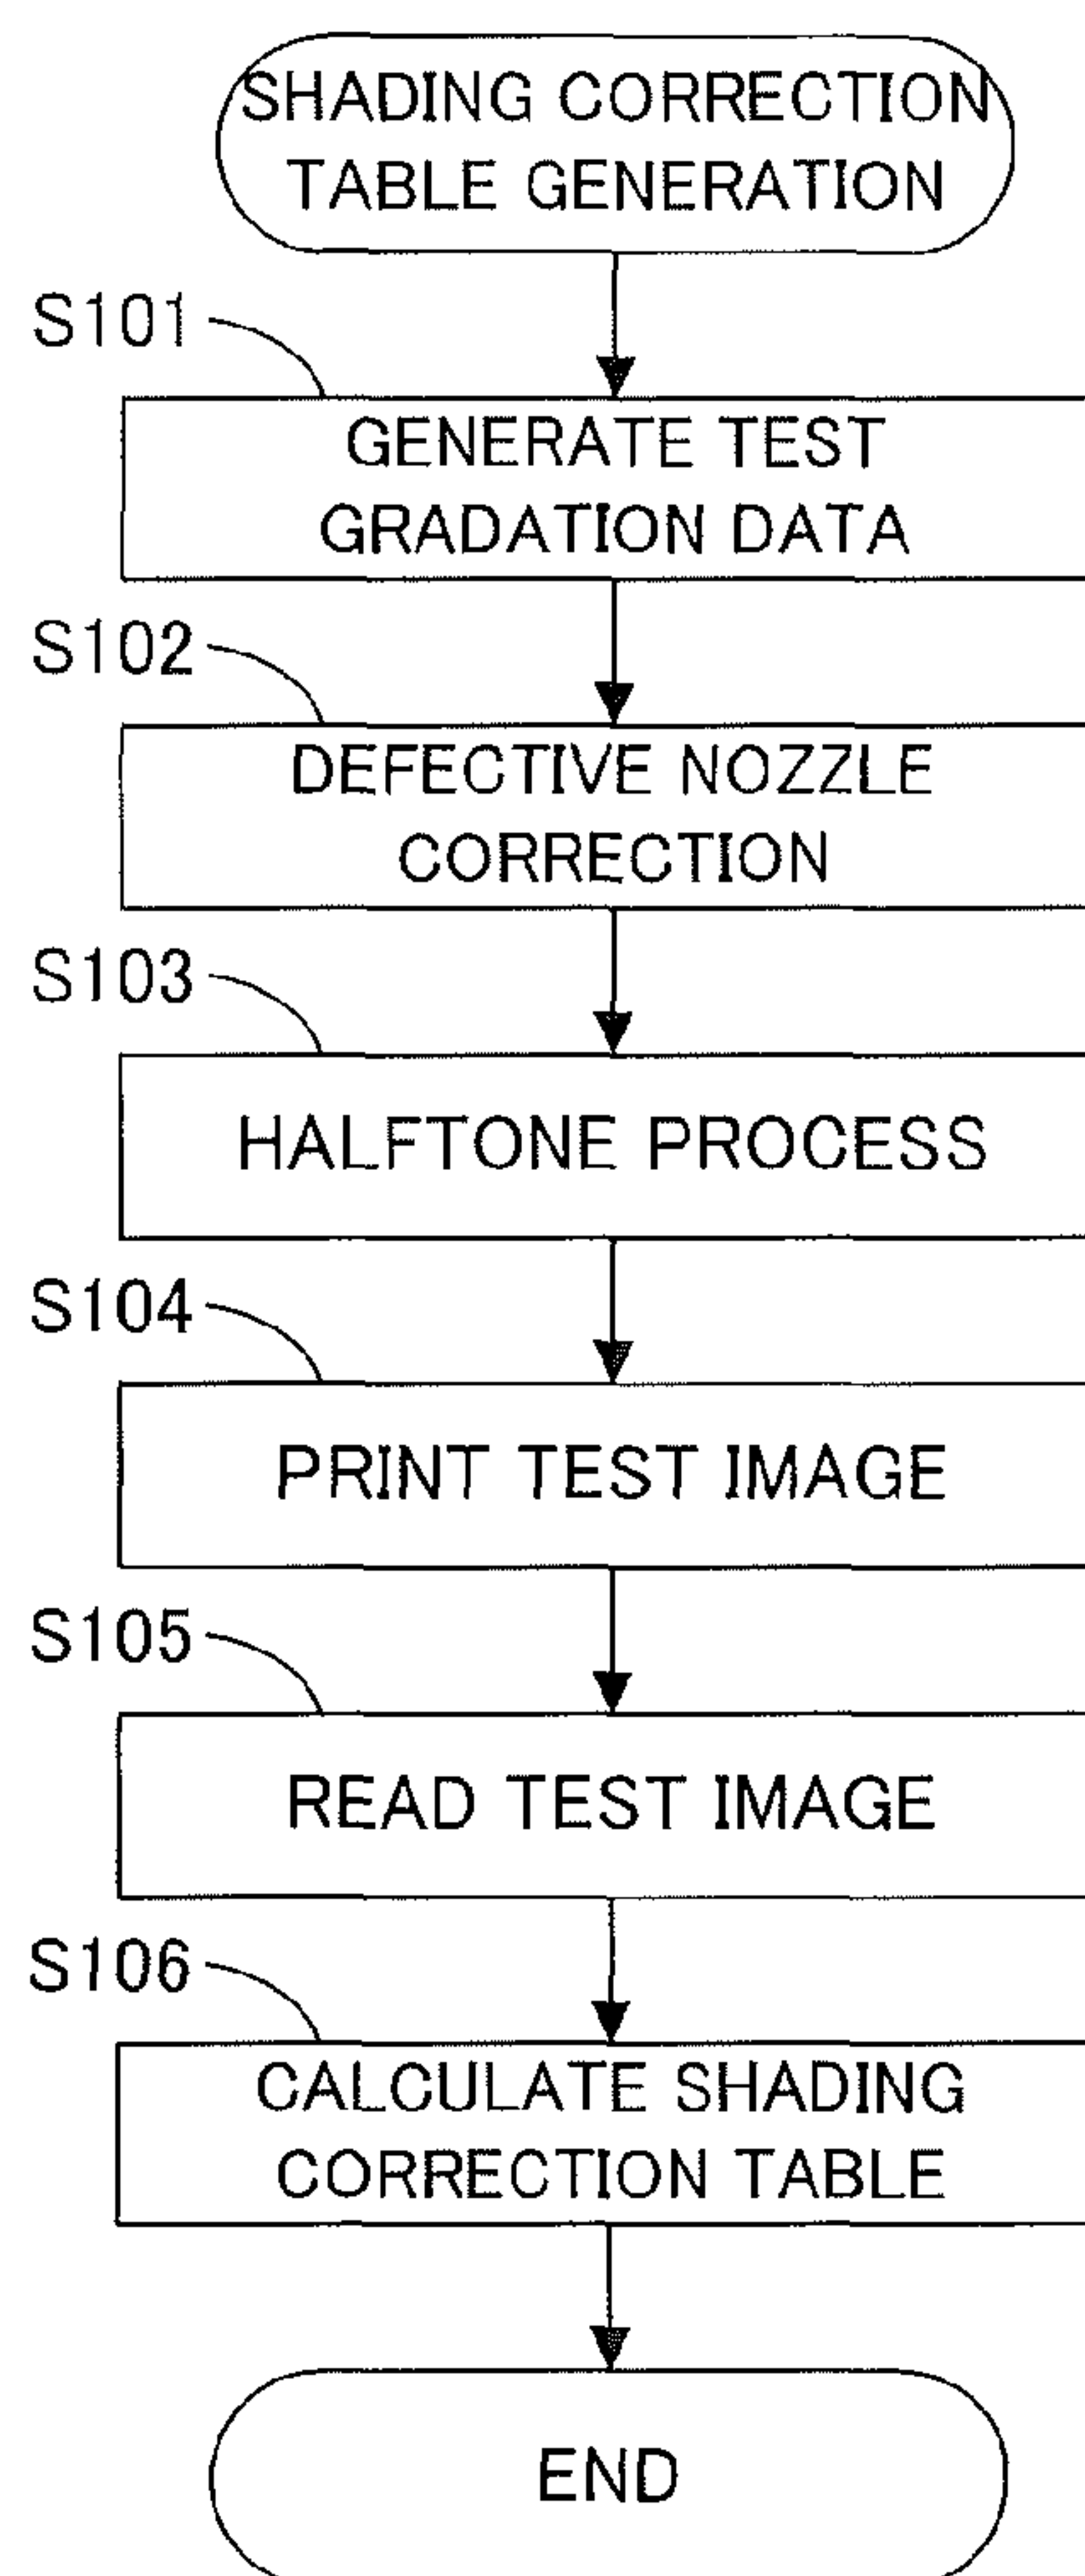 SHADING CORRECTION
TABLE GENERATION
S101
GENERATE TEST
GRADATION DATA
S102
DEFECTIVE NOZZLE
CORRECTION
S103
HALFTONE PROCESS
S104
PRINT TEST IMAGE
S105
READ TEST IMAGE
S106
CALCULATE SHADING
CORRECTION TABLE
END